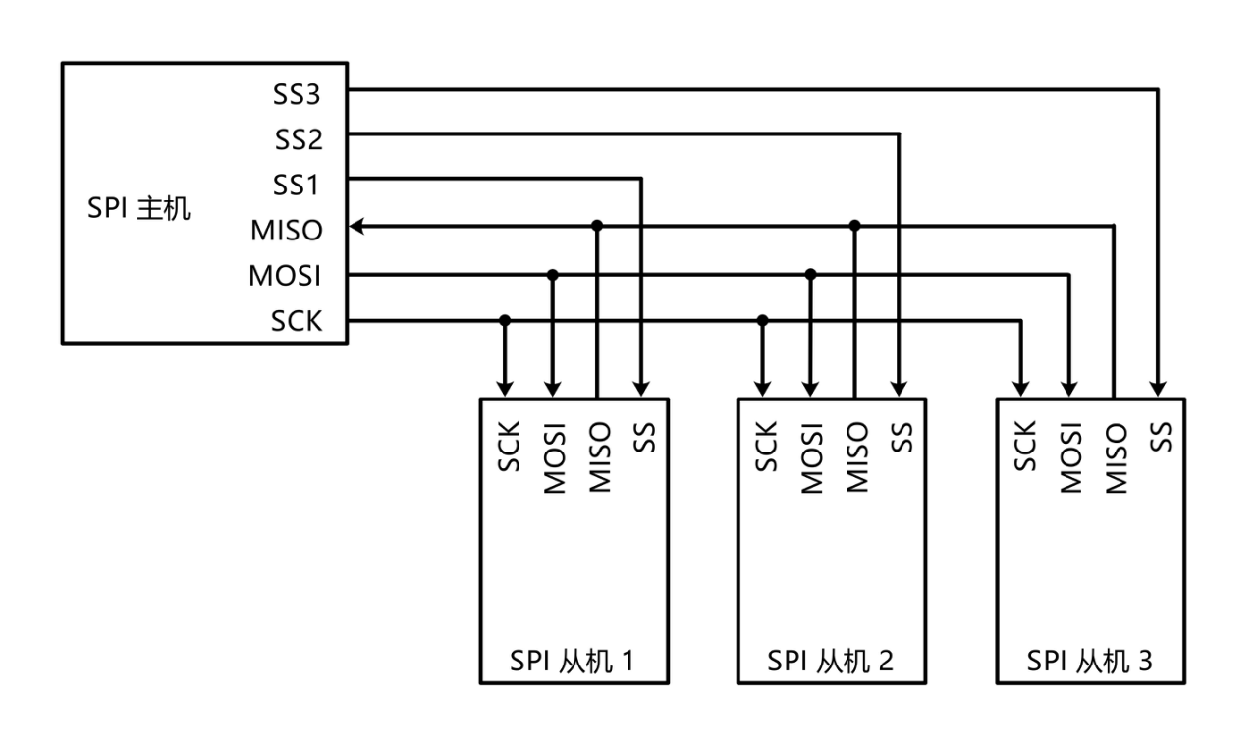 SS3
SS2
SS1
SPI 主机
MISO
MOSI
SCK
SCK
MOSI
MISO
SS
SCK
MOSI
MISO
SS
SCK
MOSI
MISO
SS
SPI 从机 1
SPI 从机 2
SPI 从机 3